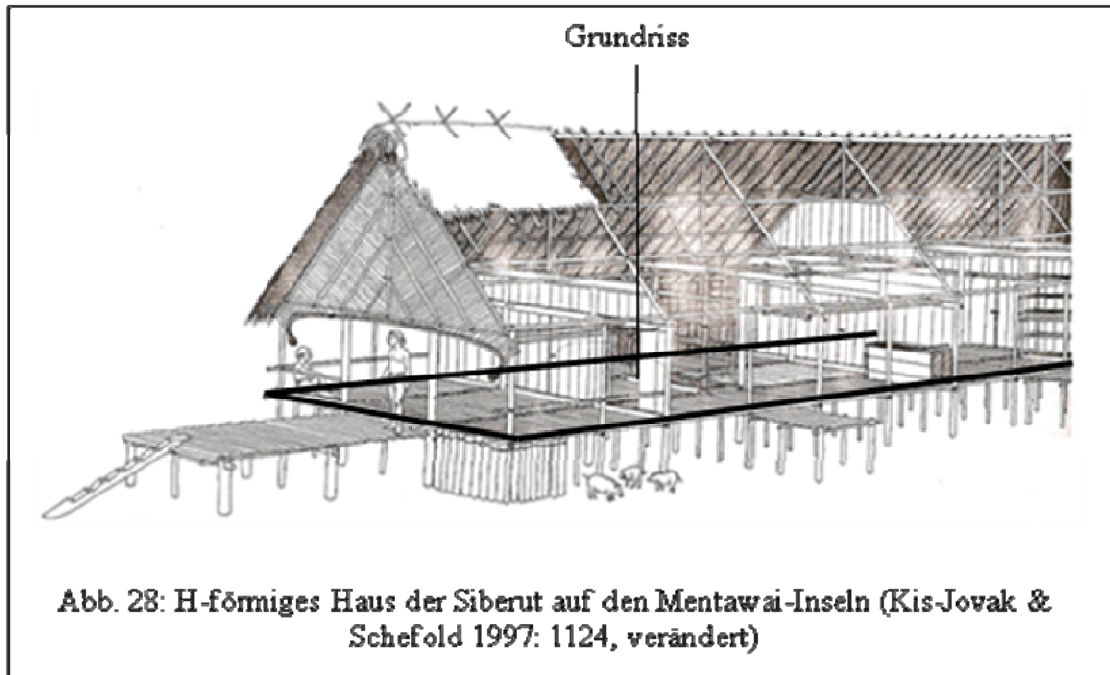 Grundriss
Abb. 28: H-förmiges Haus der Siberut auf den Mentawai-Inseln (Kis-Jovak &
Schefold 1997: 1124, verändert)